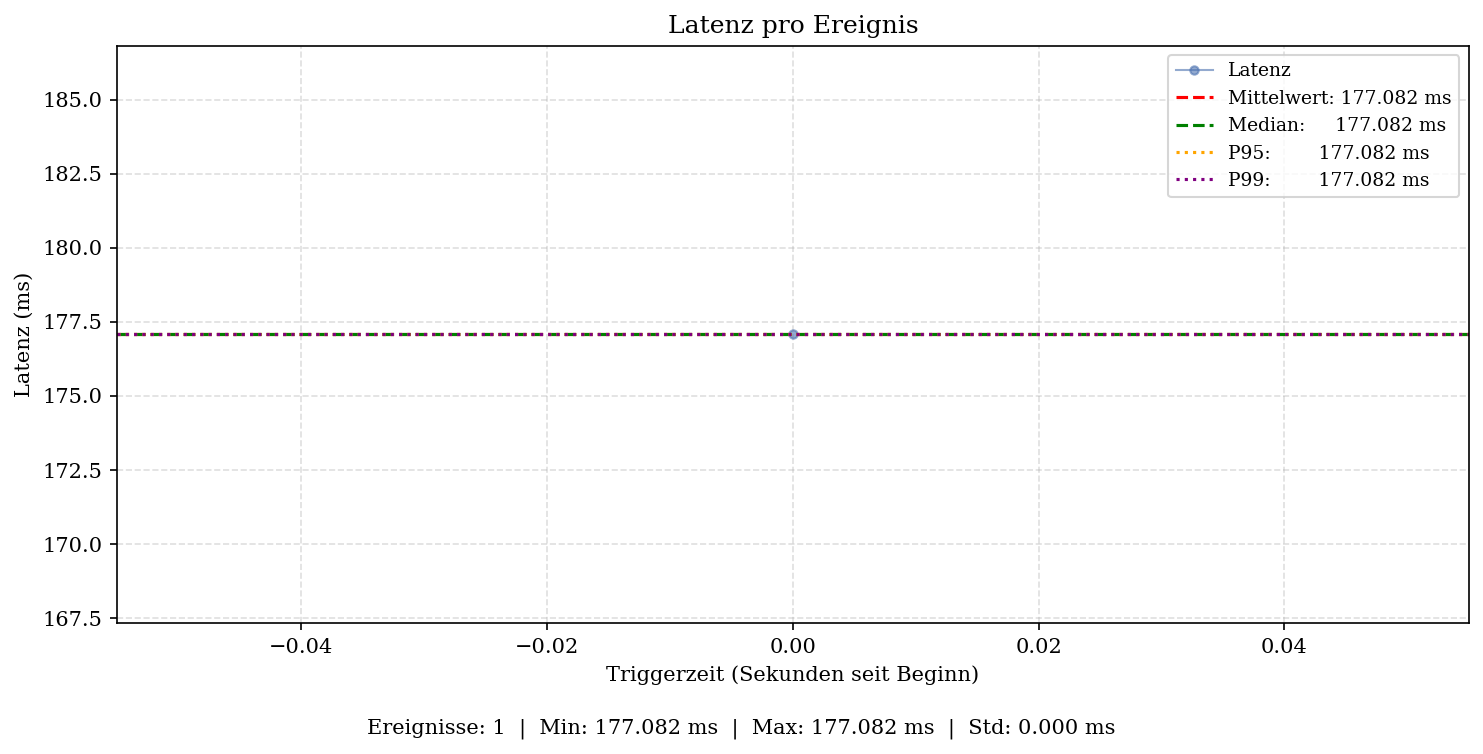 Latenz pro Ereignis
Latenz
Mittelwert: 177.082 ms
Median: 177.082 ms
P95: 177.082 ms
P99: 177.082 ms
Latenz (ms)
185.0
182.5
180.0
177.5
175.0
172.5
170.0
167.5
−0.04 −0.02 0.00 0.02 0.04
Triggerzeit (Sekunden seit Beginn)
Ereignisse: 1 | Min: 177.082 ms | Max: 177.082 ms | Std: 0.000 ms